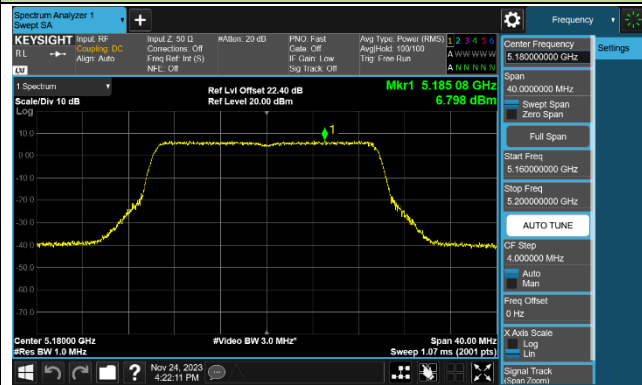 Spectrum Analyzer 1
Swept SA
Frequency
KEYSIGHT
RL
LXI
Input: RF
Coupling: DC
Align: Auto
Input Z: 50 Ω
Corrections: Off
Freq Ref: Int (S)
NFE: Off
#Atten: 20 dB
PNO: Fast
Gate: Off
IF Gain: Low
Sig Track: Off
Avg Type: Power (RMS)
Avg|Hold: 100/100
Trig: Free Run
1 2 3 4 5 6
A W W W W W
A N N N N N
1 Spectrum
Scale/Div 10 dB
Log
Ref Lvl Offset 22.40 dB
Ref Level 20.00 dBm
Mkr1 5.185 08 GHz
6.798 dBm
1
10.0
0.00
-10.0
-20.0
-30.0
-40.0
-50.0
-60.0
-70.0
Center 5.18000 GHz
#Res BW 1.0 MHz
#Video BW 3.0 MHz*
Span 40.00 MHz
Sweep 1.07 ms (2001 pts)
Nov 24, 2023
4:22:11 PM
Center Frequency
5.180000000 GHz
Span
40.0000000 MHz
Swept Span
Zero Span
Full Span
Start Freq
5.160000000 GHz
Stop Freq
5.200000000 GHz
AUTO TUNE
CF Step
4.000000 MHz
Auto
Man
Freq Offset
0 Hz
X Axis Scale
Log
Lin
Signal Track
(Span Zoom)
Settings